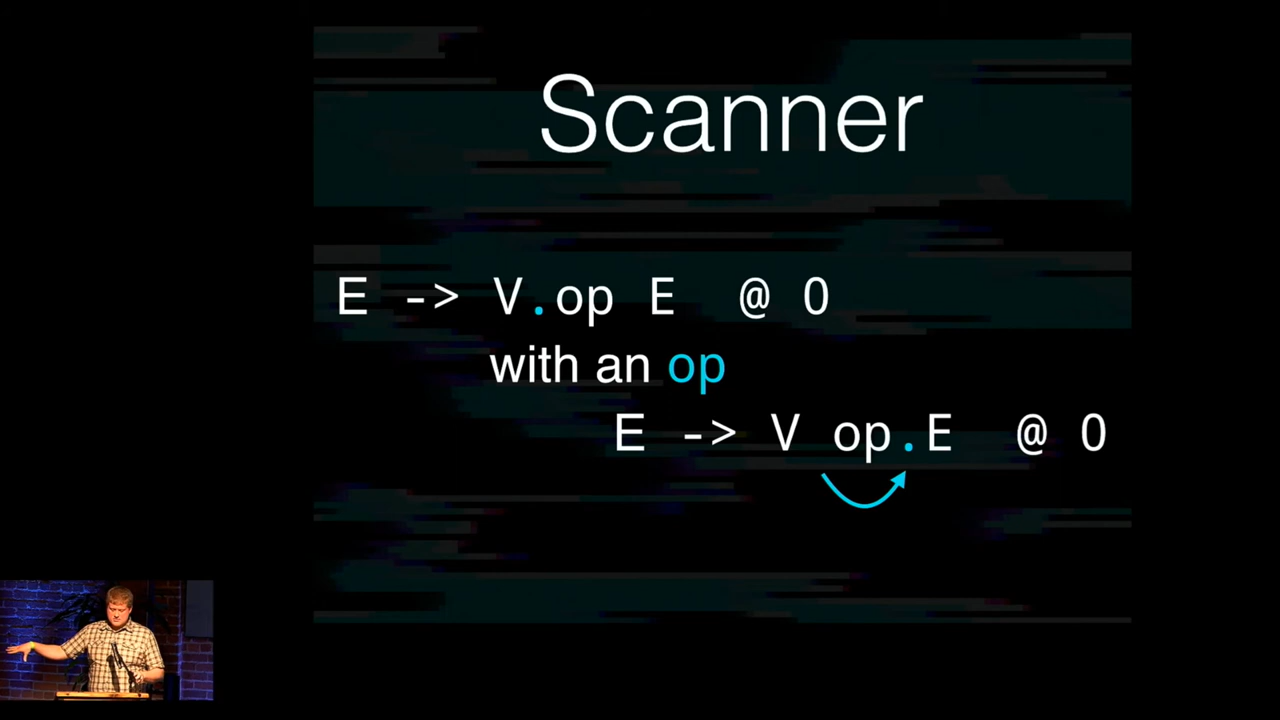 Scanner
E -> V.op E @ 0
with an op
E -> V op.E @ 0